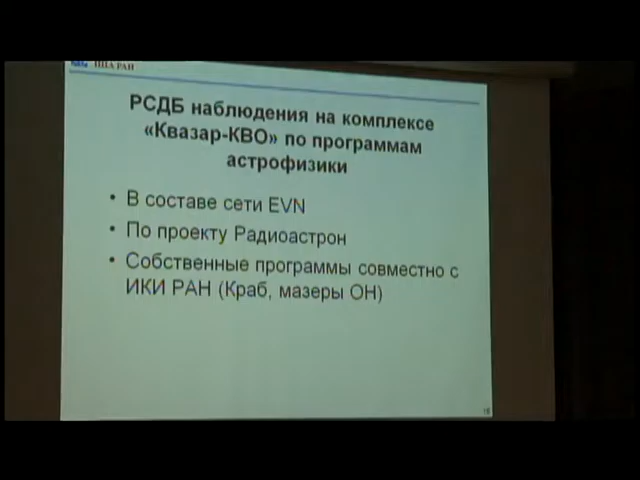 ИПА РАН
РСДБ наблюдения на комплексе
«Квазар-КВО» по программам
астрофизики
• В составе сети EVN
• По проекту Радиоастрон
• Собственные программы совместно с
ИКИ РАН (Краб, мазеры ОН)